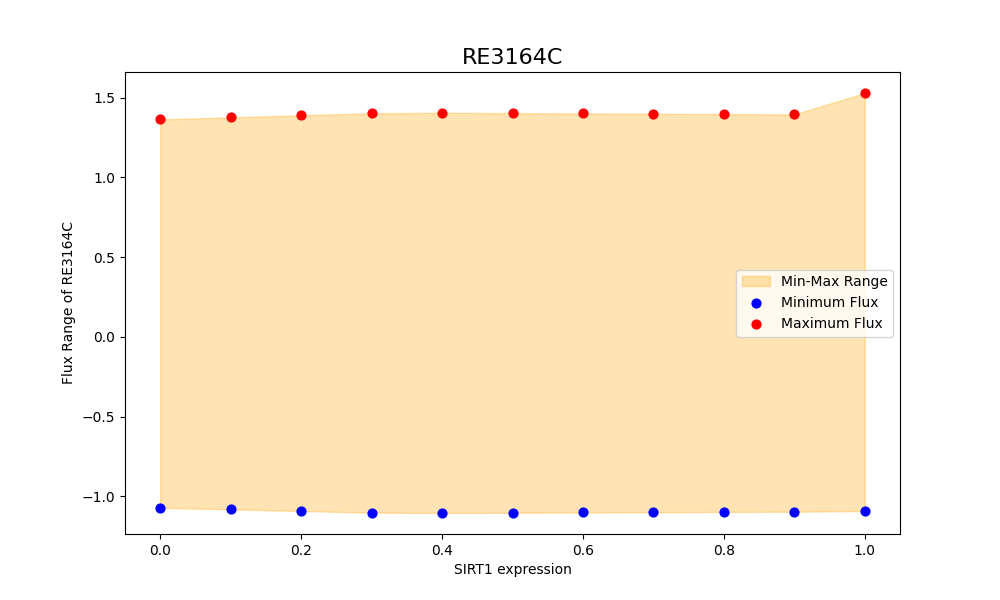 RE3164C
Flux Range of RE3164C
1.5
1.0
0.5
0.0
−0.5
−1.0
Min-Max Range
Minimum Flux
Maximum Flux
0.0
0.2
0.4
0.6
0.8
1.0
SIRT1 expression